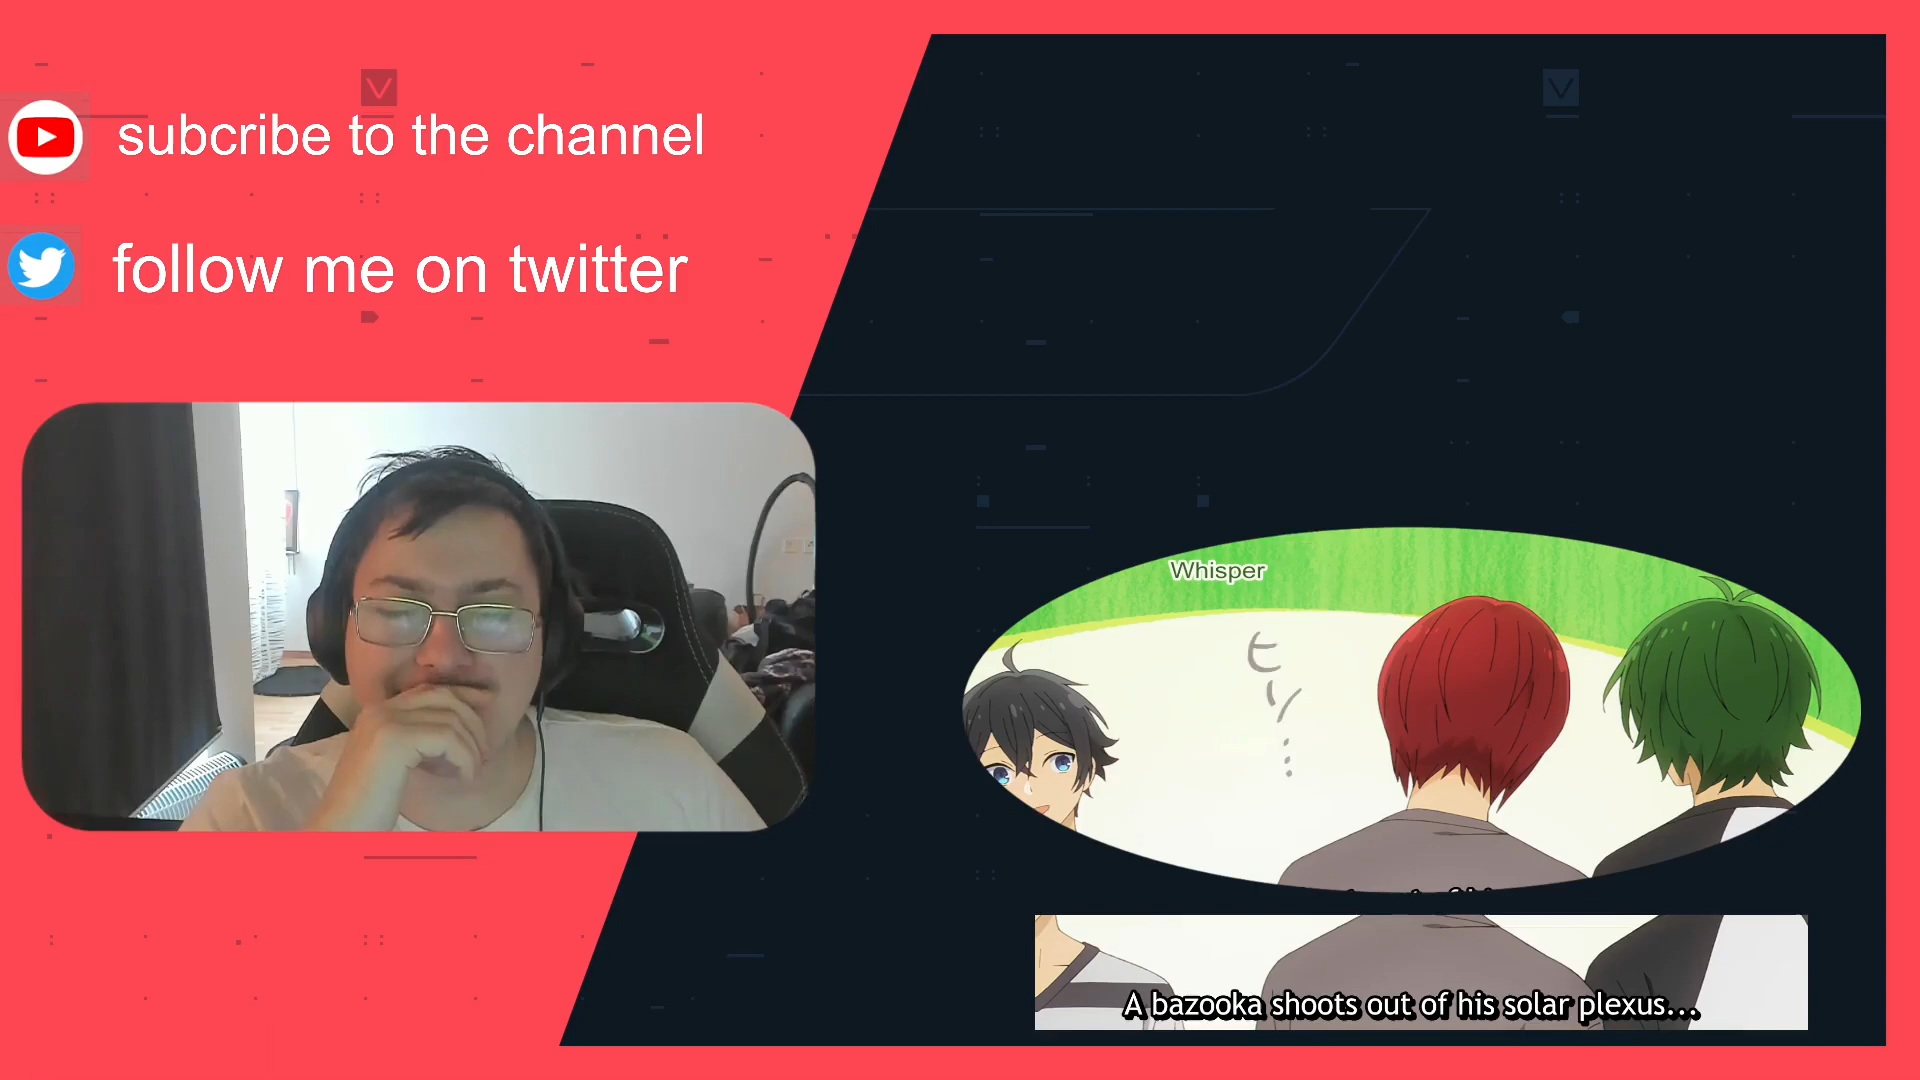 subcribe to the channel
follow me on twitter
Whisper
ヒ
ソ
…
A bazooka shoots out of his solar plexus...